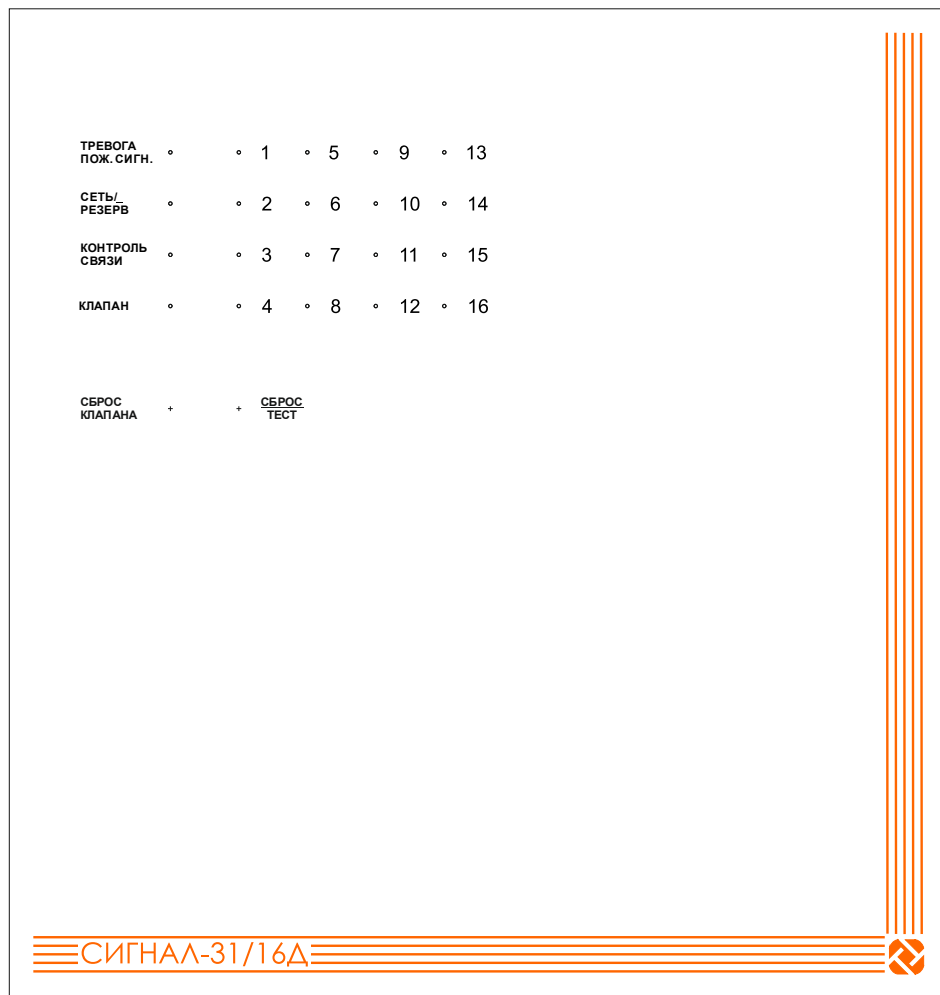 ТРЕВОГА
ПОЖ. СИГН.
1 5 9 13
СЕТЬ/
РЕЗЕРВ
2 6 10 14
КОНТРОЛЬ
СВЯЗИ
3 7 11 15
КЛАПАН
4 8 12 16
СБРОС
КЛАПАНА
+ +
СБРОС
ТЕСТ
СИГНАЛ-31/16Д